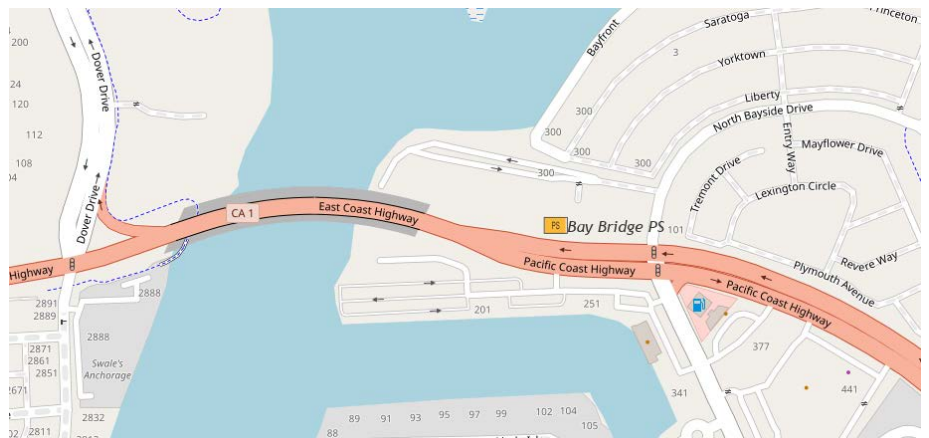 Saratoga
Princeton
200
Dover Drive
Bayfront
3
Yorktown
24
120
Liberty
300
North Bayside Drive
112
300
Entry Way
Mayflower Drive
108
300
300
300
Tremont Drive
04
Lexington Circle
Dover Drive
CA 1
East Coast Highway
PS
Bay Bridge PS
101
Highway
Pacific Coast Highway
Plymouth Avenue
Revere Way
Pacific Coast Highway
2888
2891
2889
201
251
2888
2871
2861
2851
Swale's
Anchorage
377
2671
341
441
2832
89
91
93
95
97
99
102
104
105
88
2811